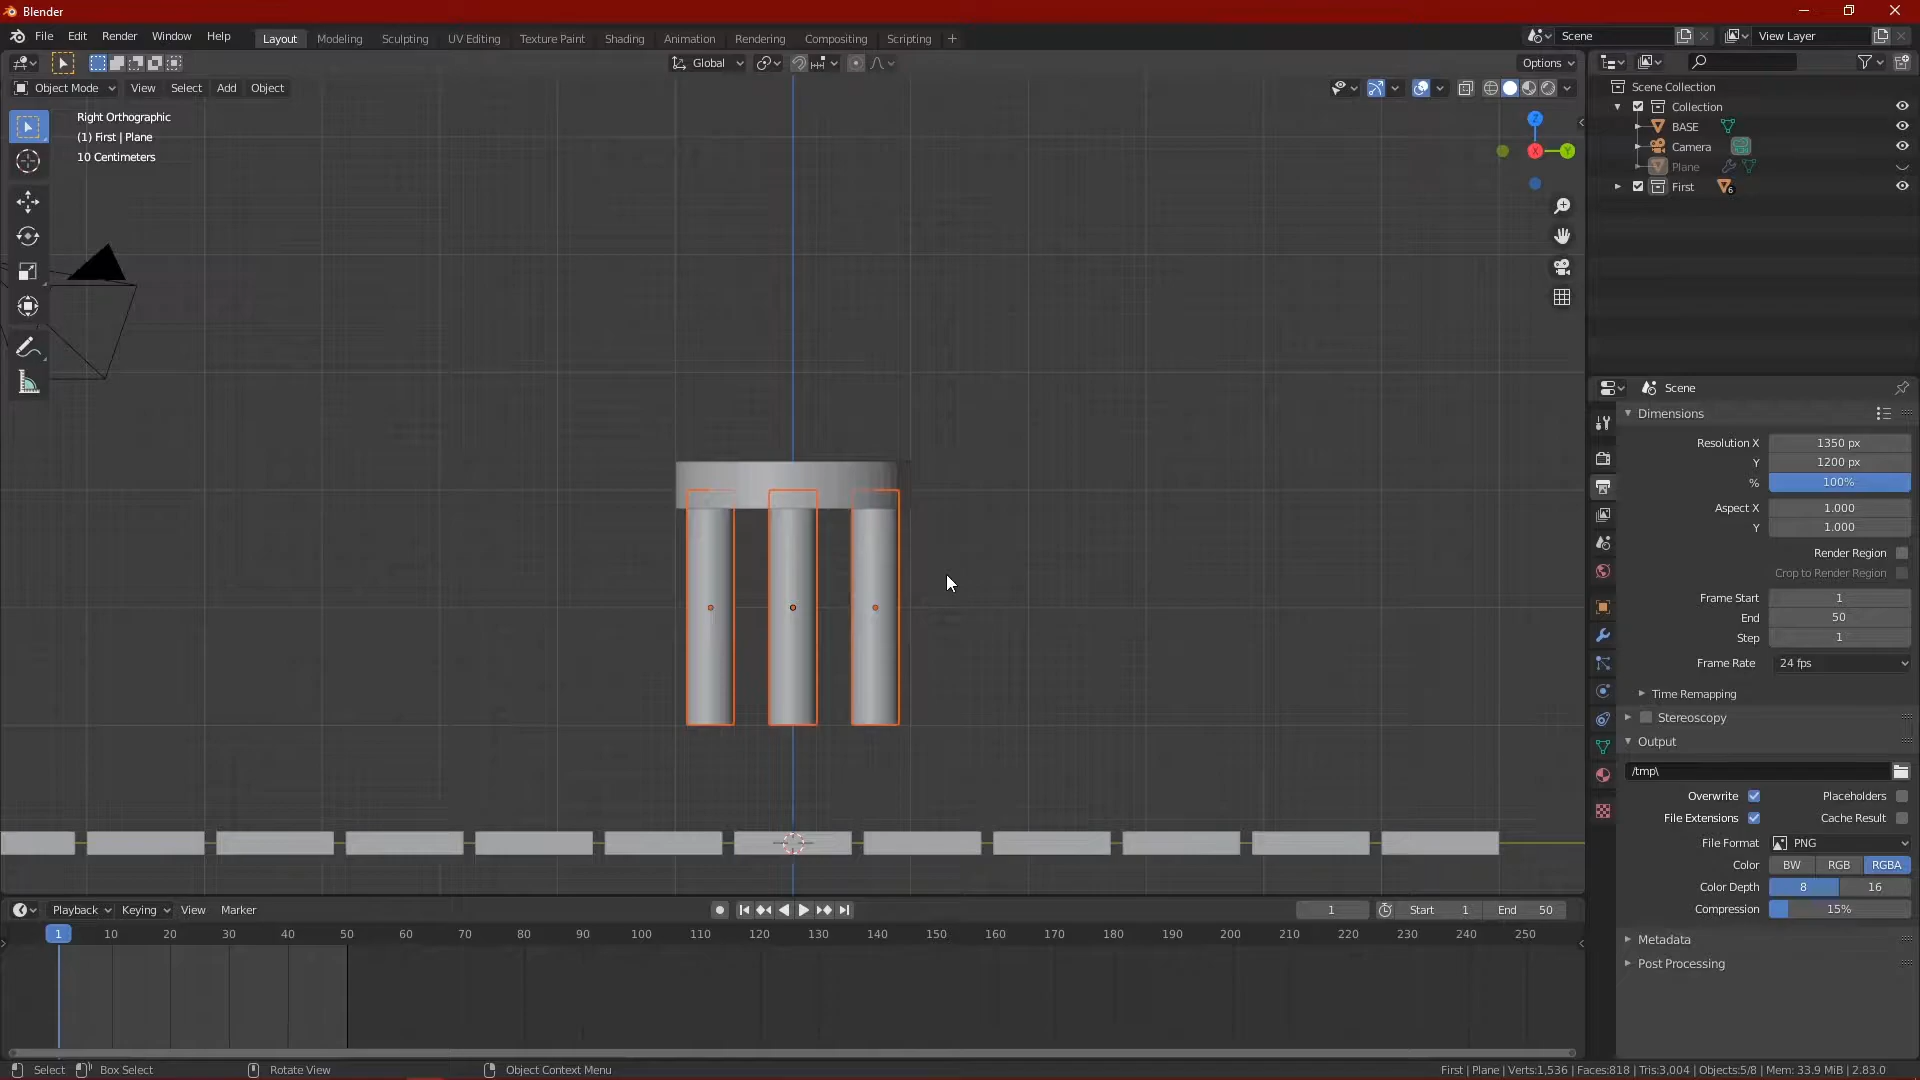 Blender
File Edit Render Window Help
Layout Modeling Sculpting UV Editing Texture Paint Shading Animation Rendering Compositing Scripting +
Scene
View Layer
Global
Options
Object Mode View Select Add Object
Right Orthographic
(1) First | Plane
10 Centimeters
Z
Y
X
Scene Collection
Collection
BASE
Camera
Plane
First
6
Scene
Dimensions
Resolution X 1350 px
Y 1200 px
% 100%
Aspect X 1.000
Y 1.000
Render Region
Crop to Render Region
Frame Start 1
End 50
Step 1
Frame Rate 24 fps
Time Remapping
Stereoscopy
Output
/tmp\
Overwrite Placeholders
File Extensions Cache Result
File Format PNG
Color BW RGB RGBA
Color Depth 8 16
Compression 15%
Metadata
Post Processing
Playback Keying View Marker
1 Start 1 End 50
1 10 20 30 40 50 60 70 80 90 100 110 120 130 140 150 160 170 180 190 200 210 220 230 240 250
Select Box Select Rotate View Object Context Menu
First | Plane | Verts:1,536 | Faces:818 | Tris:3,004 | Objects:5/8 | Mem: 33.9 MiB | 2.83.0